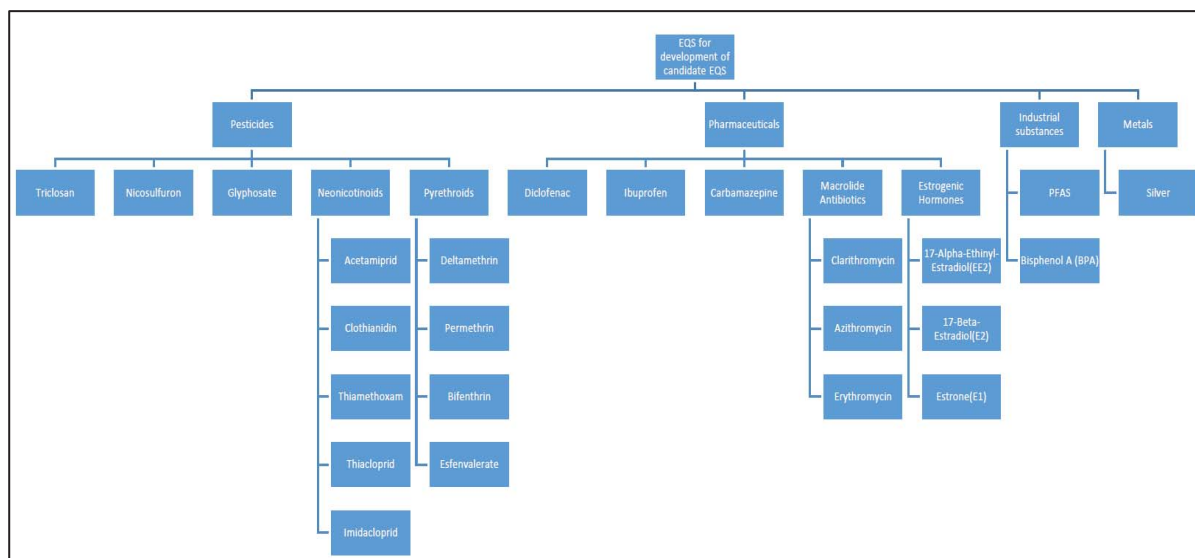 EQS for
development of
candidate EQS
Pesticides
Pharmaceuticals
Industrial
substances
Metals
Triclosan
Nicosulfuron
Glyphosate
Neonicotinoids
Pyrethroids
Diclofenac
Ibuprofen
Carbamazepine
Macrolide
Antibiotics
Estrogenic
Hormones
PFAS
Silver
Acetamiprid
Deltamethrin
Clarithromycin
17-Alpha-Ethinyl-
Estradiol(EE2)
Bisphenol A (BPA)
Clothianidin
Permethrin
Azithromycin
17-Beta-
Estradiol(E2)
Thiamethoxam
Bifenthrin
Erythromycin
Estrone(E1)
Thiacloprid
Esfenvalerate
Imidacloprid